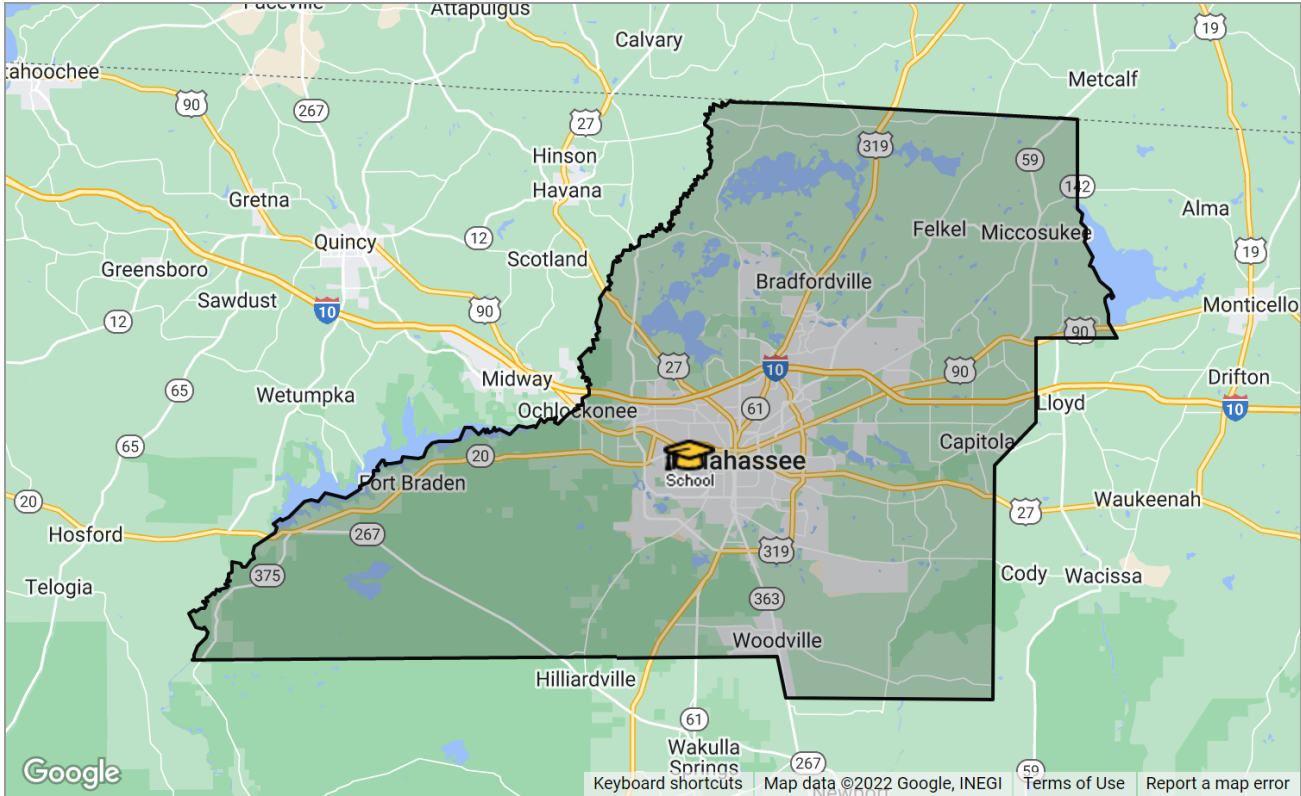 Faceville
Attapulgus
Calvary
19
19
tahoochee
Metcalf
90
267
27
319
59
Hinson
Havana
142
Gretna
Alma
Quincy
12
Felkel
Miccosukee
19
Greensboro
Scotland
Bradfordville
Sawdust
10
90
Monticello
12
90
27
10
90
Midway
65
Wetumpka
Drifton
Ochlockonee
61
Lloyd
10
65
20
Capitola
ahassee
School
Fort Braden
20
27
Waukeenah
Hosford
267
319
375
Cody
Wacissa
Telogia
363
Woodville
Hilliardville
61
Wakulla
Springs
267
59
Google
Keyboard shortcuts
Map data ©2022 Google, INEGI
Terms of Use
Report a map error